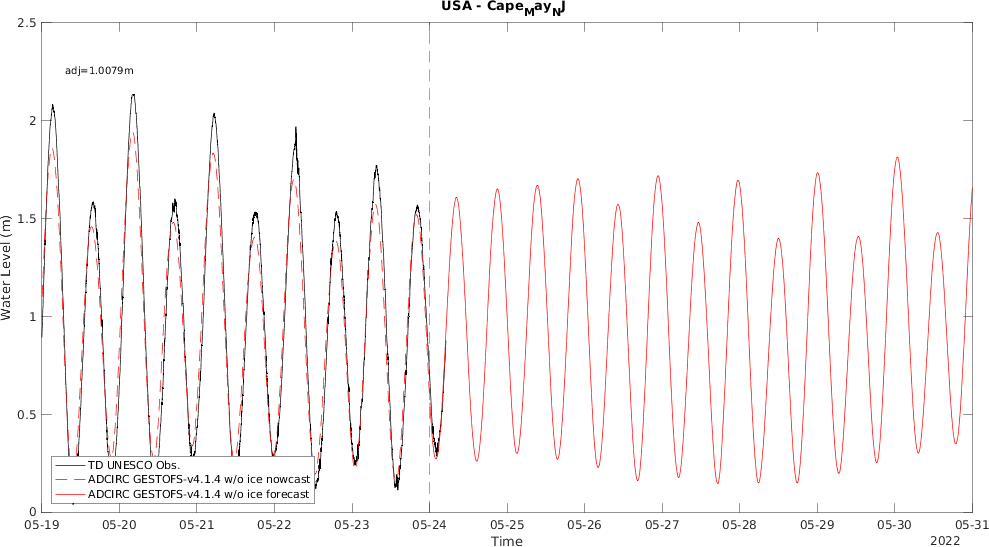 USA - CapeMayNJ
adj=1.0079m
Water Level (m)
2.5
2
1.5
1
0.5
0
TD UNESCO Obs.
ADCIRC GESTOFS-v4.1.4 w/o ice nowcast
ADCIRC GESTOFS-v4.1.4 w/o ice forecast
05-19 05-20 05-21 05-22 05-23 05-24 05-25 05-26 05-27 05-28 05-29 05-30 05-31
Time
2022